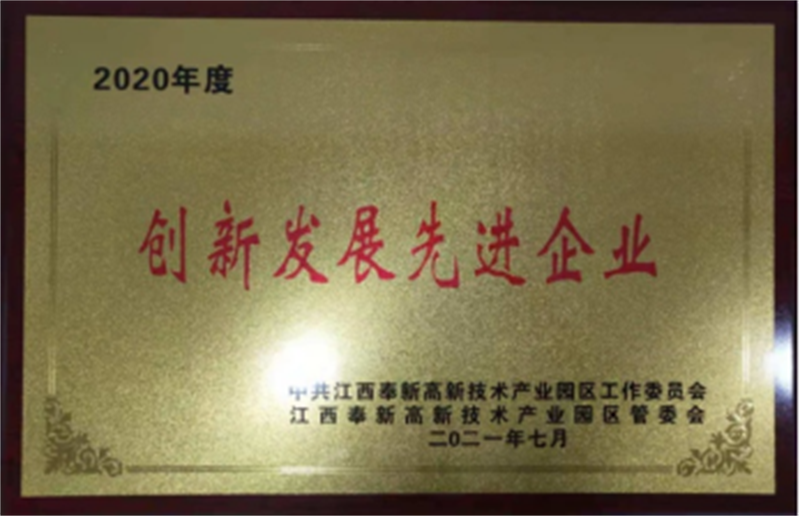 2020年度
创新发展先进企业
中共江西奉新高新技术产业园区工作委员会
江西奉新高新技术产业园区管委会
二〇二一年七月